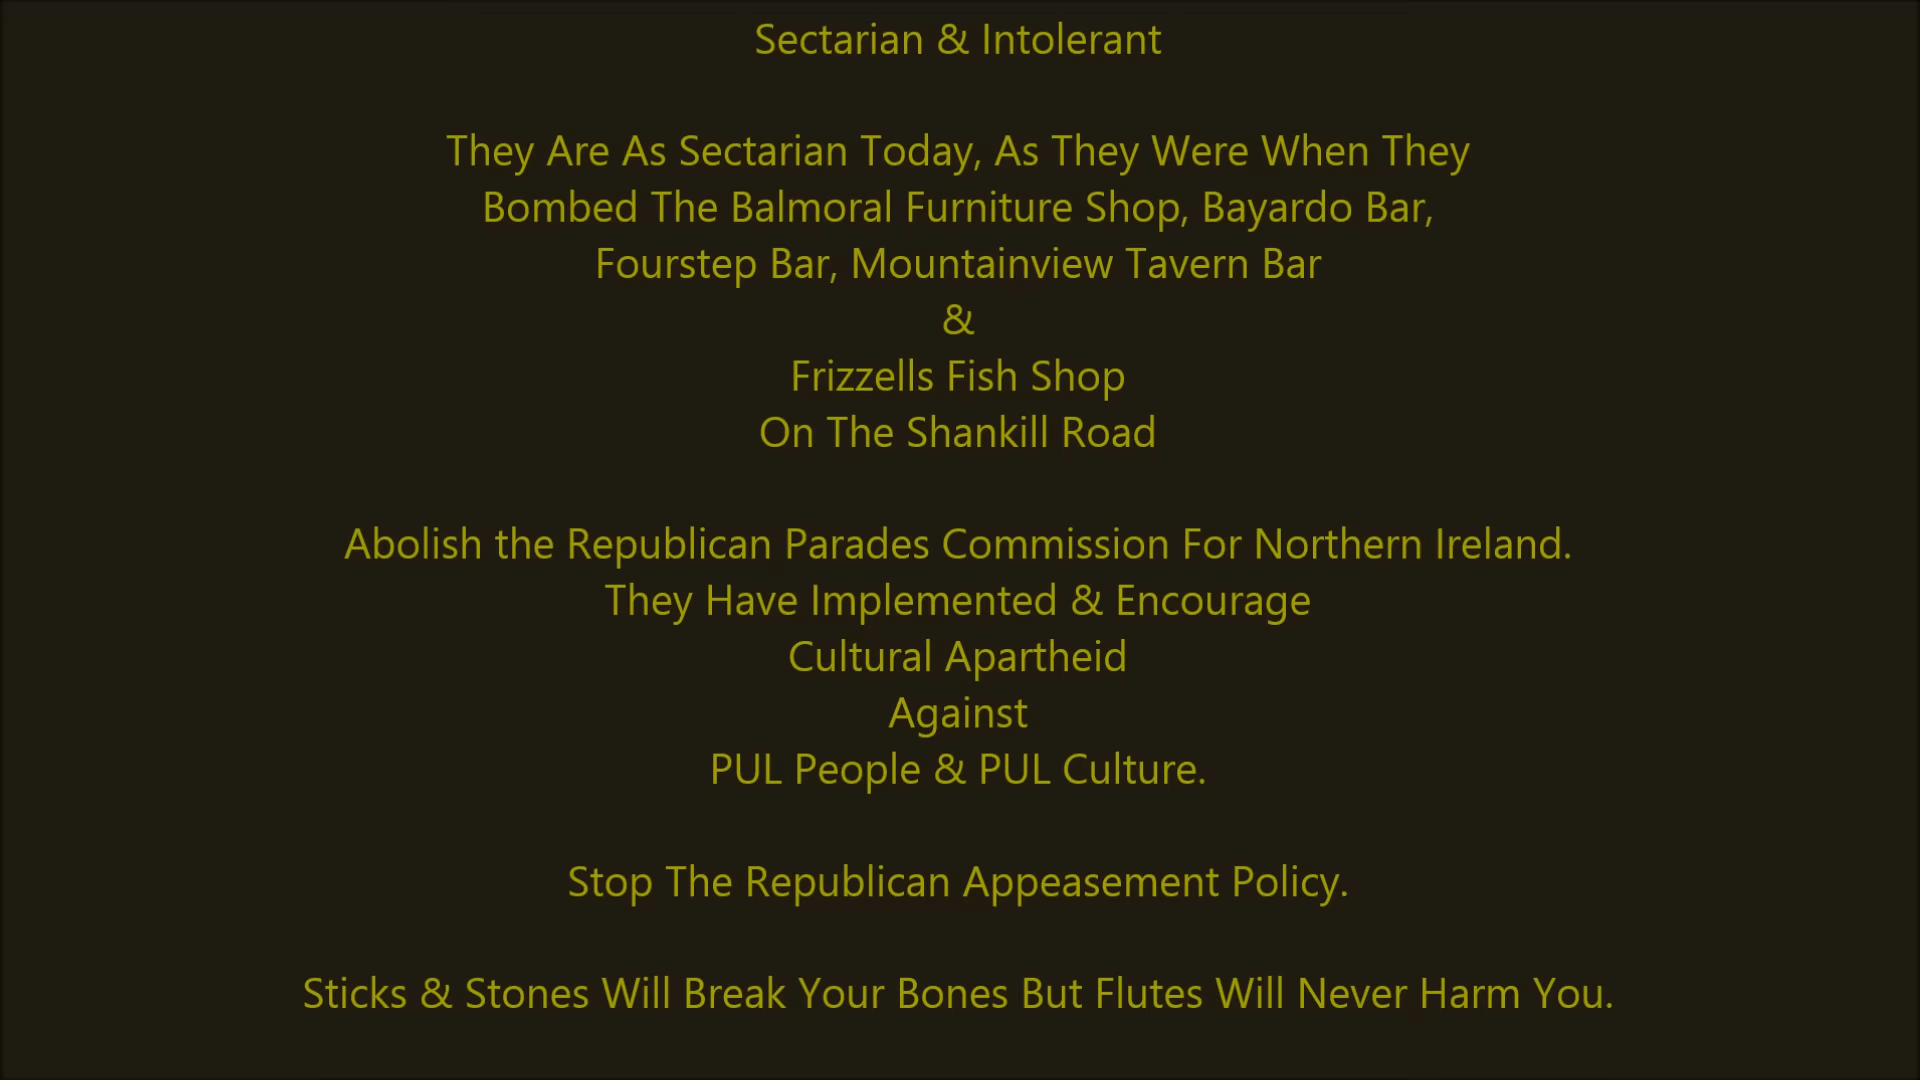 Sectarian & Intolerant
They Are As Sectarian Today, As They Were When They
Bombed The Balmoral Furniture Shop, Bayardo Bar,
Fourstep Bar, Mountainview Tavern Bar
&
Frizzells Fish Shop
On The Shankill Road
Abolish the Republican Parades Commission For Northern Ireland.
They Have Implemented & Encourage
Cultural Apartheid
Against
PUL People & PUL Culture.
Stop The Republican Appeasement Policy.
Sticks & Stones Will Break Your Bones But Flutes Will Never Harm You.